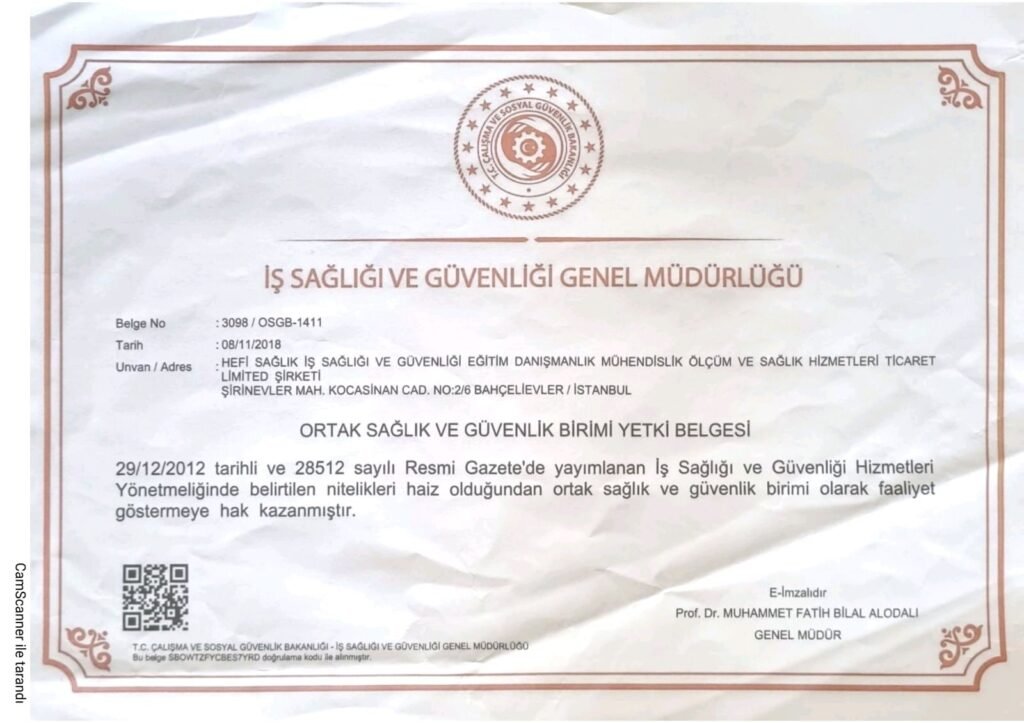 T.C. ÇALIŞMA VE SOSYAL GÜVENLİK BAKANLIĞI
İŞ SAĞLIĞI VE GÜVENLİĞİ GENEL MÜDÜRLÜĞÜ
Belge No : 3098 / OSGB-1411
Tarih : 08/11/2018
Unvan / Adres : HEFİ SAĞLIK İŞ SAĞLIĞI VE GÜVENLİĞİ EĞİTİM DANIŞMANLIK MÜHENDİSLİK ÖLÇÜM VE SAĞLIK HİZMETLERİ TİCARET
LİMİTED ŞİRKETİ
ŞİRİNEVLER MAH. KOCASİNAN CAD. NO:2/6 BAHÇELİEVLER / İSTANBUL
ORTAK SAĞLIK VE GÜVENLİK BİRİMİ YETKİ BELGESİ
29/12/2012 tarihli ve 28512 sayılı Resmi Gazete'de yayımlanan İş Sağlığı ve Güvenliği Hizmetleri
Yönetmeliğinde belirtilen nitelikleri haiz olduğundan ortak sağlık ve güvenlik birimi olarak faaliyet
göstermeye hak kazanmıştır.
E-İmzalıdır
Prof. Dr. MUHAMMET FATİH BİLAL ALODALI
GENEL MÜDÜR
T.C. ÇALIŞMA VE SOSYAL GÜVENLİK BAKANLIĞI - İŞ SAĞLIĞI VE GÜVENLİĞİ GENEL MÜDÜRLÜĞÜ
Bu belge SBOWTZFYCBES7YRD doğrulama kodu ile alınmıştır.
CamScanner ile tarandı